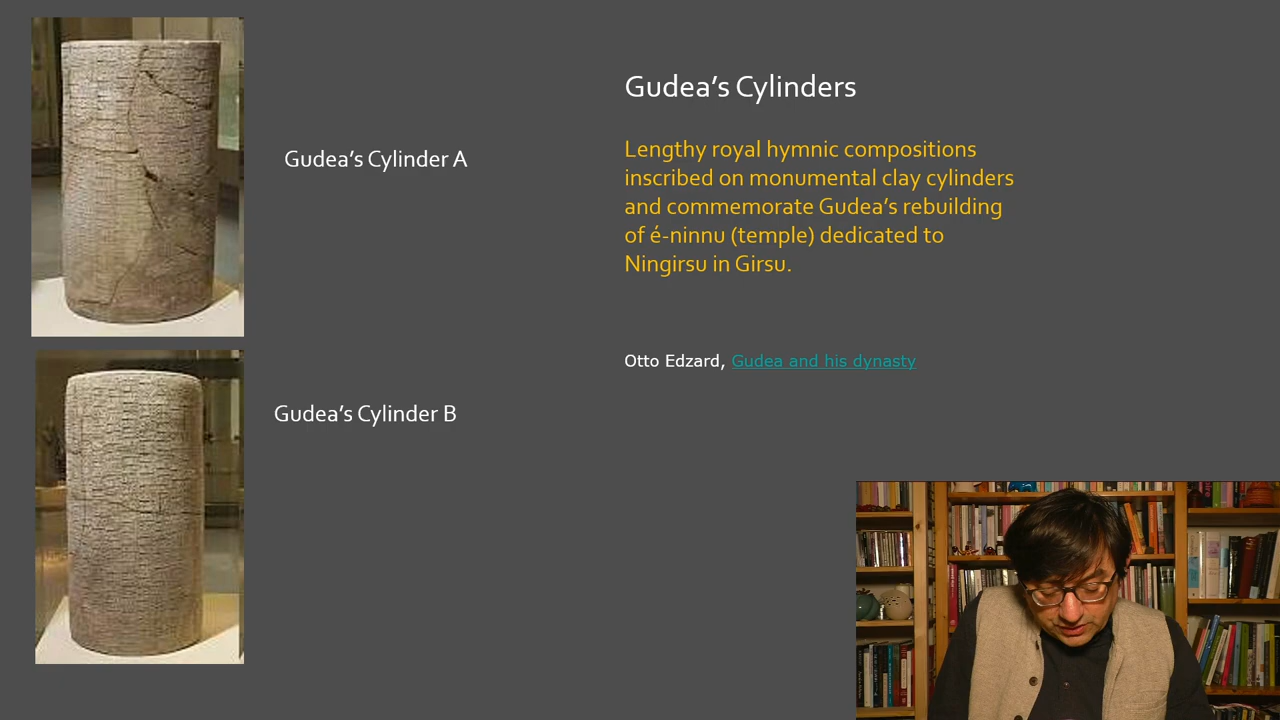 Gudea's Cylinder A
Gudea's Cylinder B
Gudea's Cylinders
Lengthy royal hymnic compositions
inscribed on monumental clay cylinders
and commemorate Gudea's rebuilding
of é-ninnu (temple) dedicated to
Ningirsu in Girsu.
Otto Edzard, Gudea and his dynasty